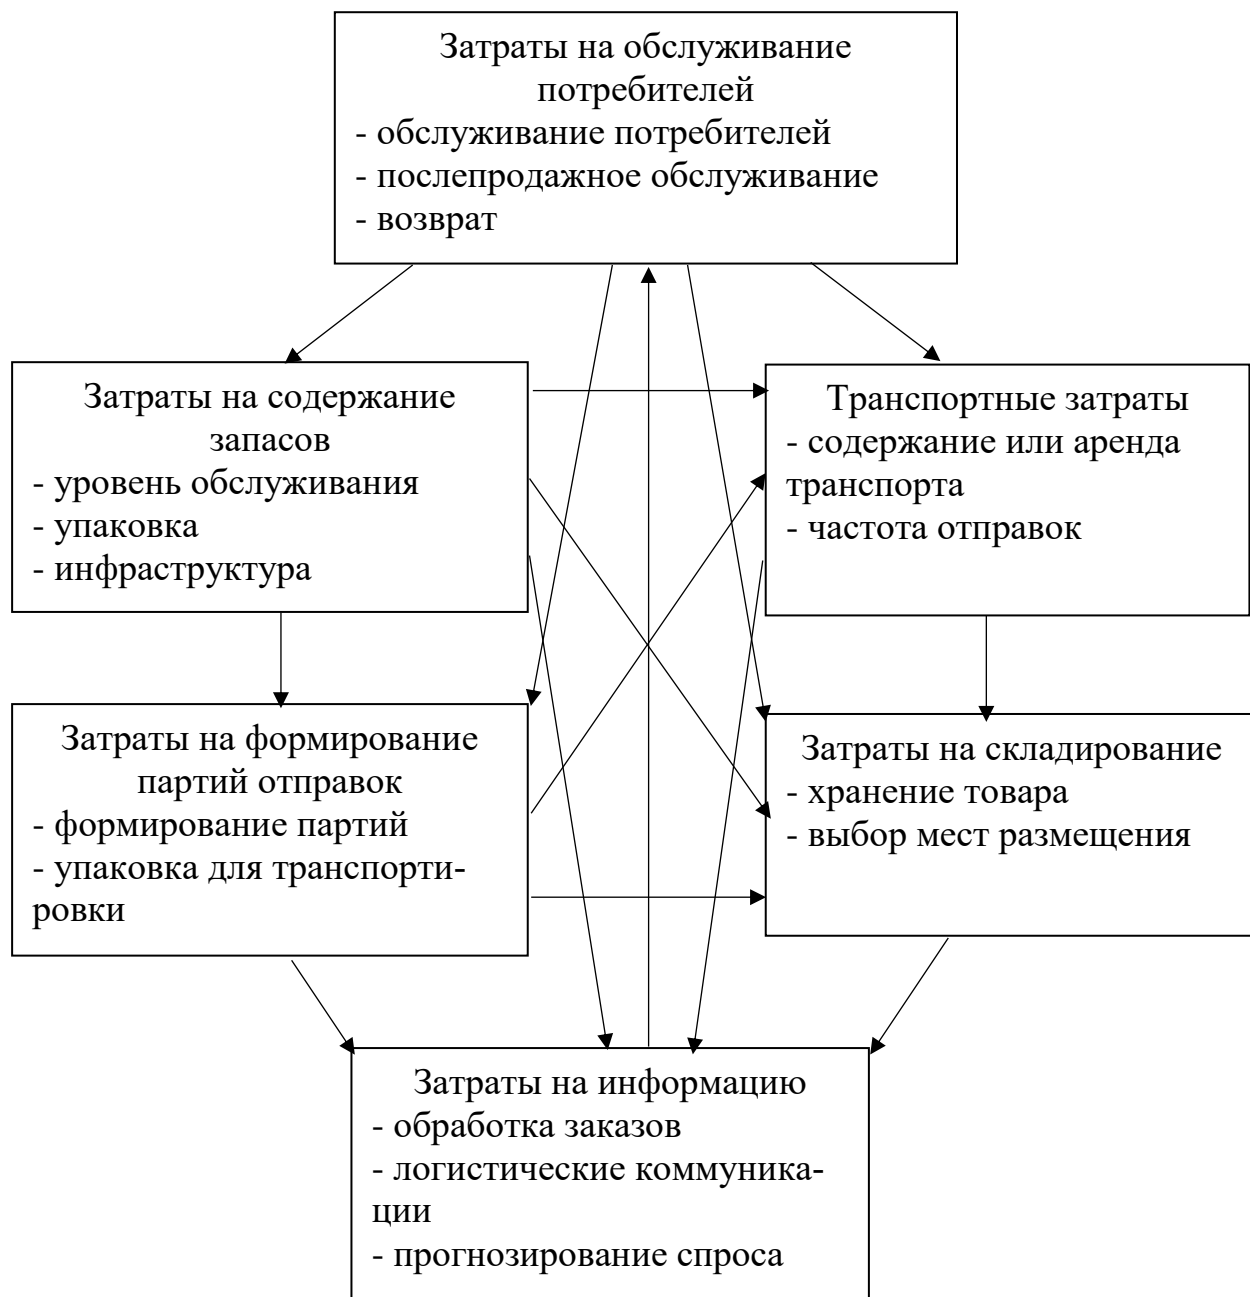 Затраты на обслуживание
потребителей
- обслуживание потребителей
- послепродажное обслуживание
- возврат
Затраты на содержание
запасов
- уровень обслуживания
- упаковка
- инфраструктура
Транспортные затраты
- содержание или аренда
транспорта
- частота отправок
Затраты на формирование
партий отправок
- формирование партий
- упаковка для транспорти-
ровки
Затраты на складирование
- хранение товара
- выбор мест размещения
Затраты на информацию
- обработка заказов
- логистические коммуника-
ции
- прогнозирование спроса